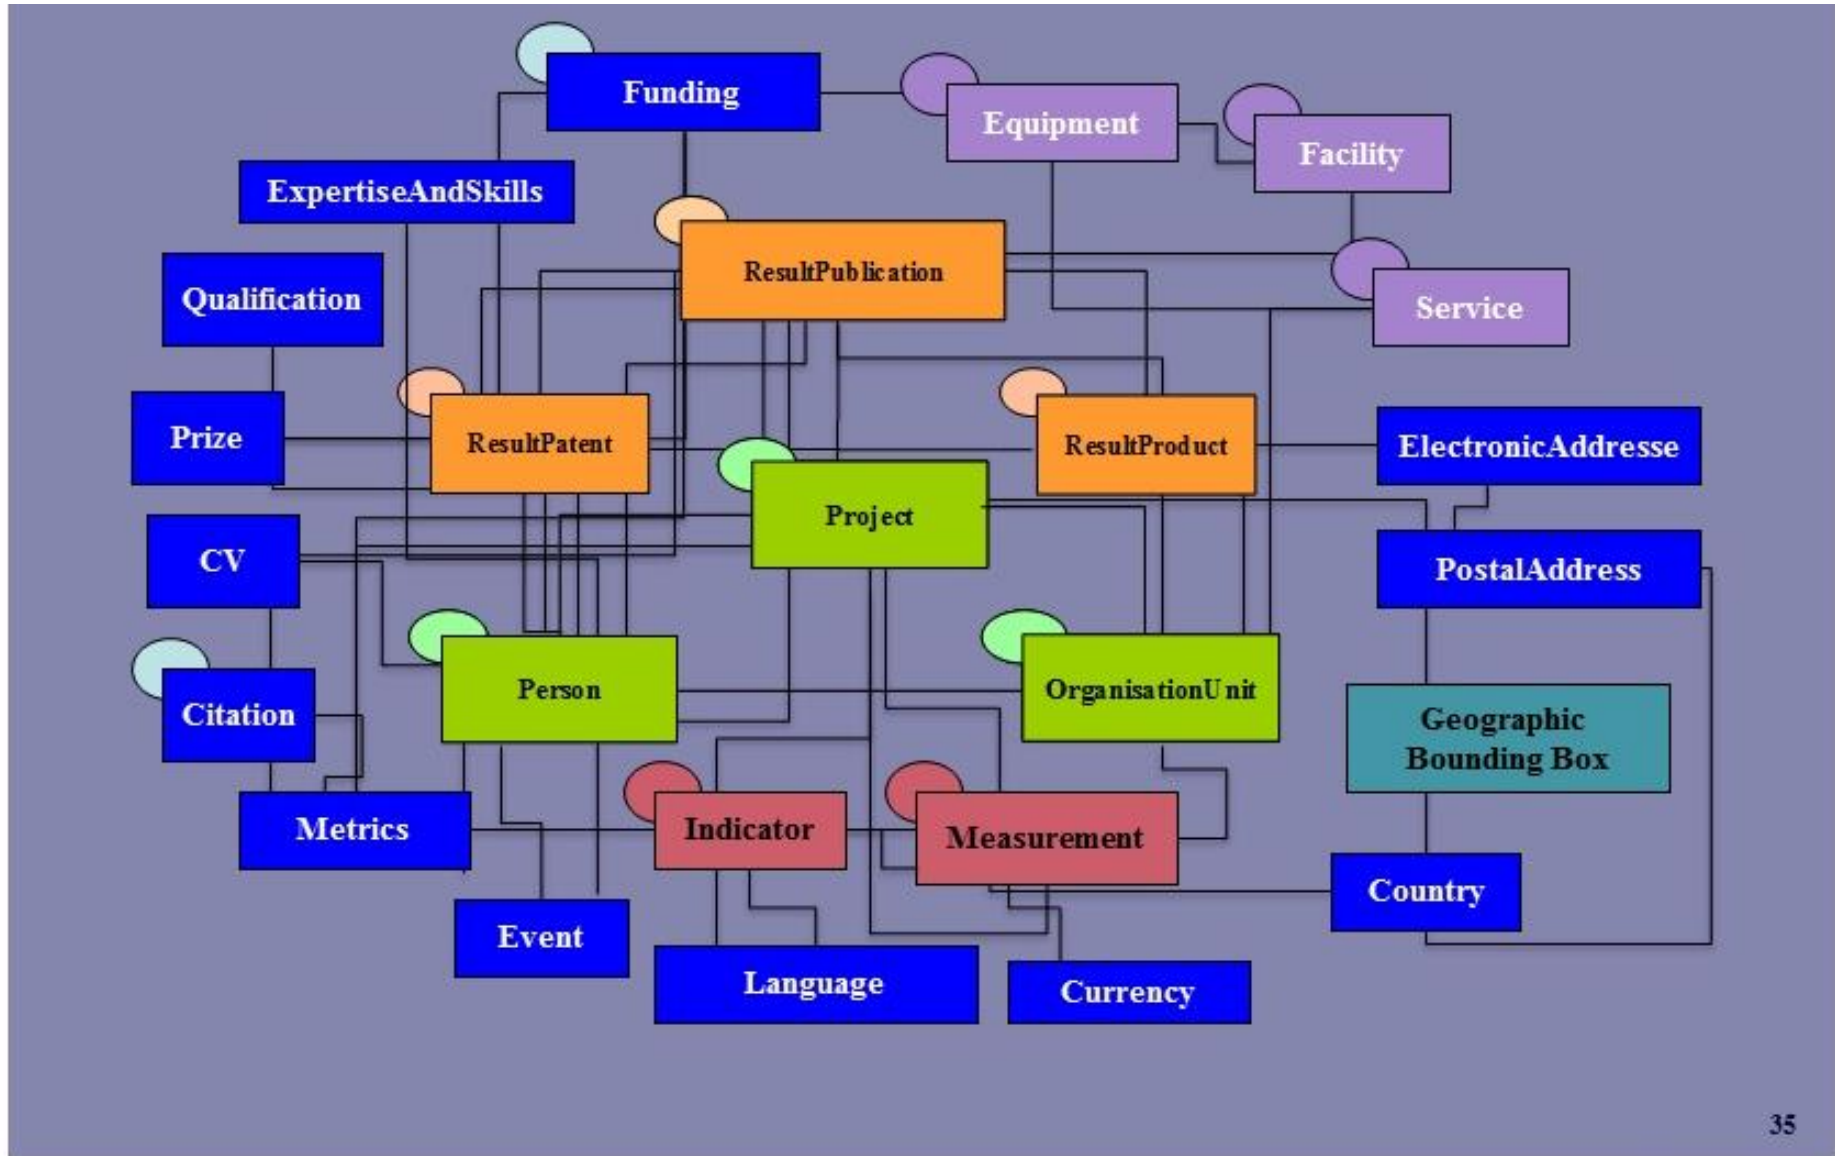 Funding
Equipment
Facility
ExpertiseAndSkills
ResultPublication
Qualification
Service
Prize
ResultPatent
ResultProduct
ElectronicAddresse
Project
CV
PostalAddress
Person
OrganisationUnit
Citation
Geographic
Bounding Box
Metrics
Indicator
Measurement
Country
Event
Language
Currency
35